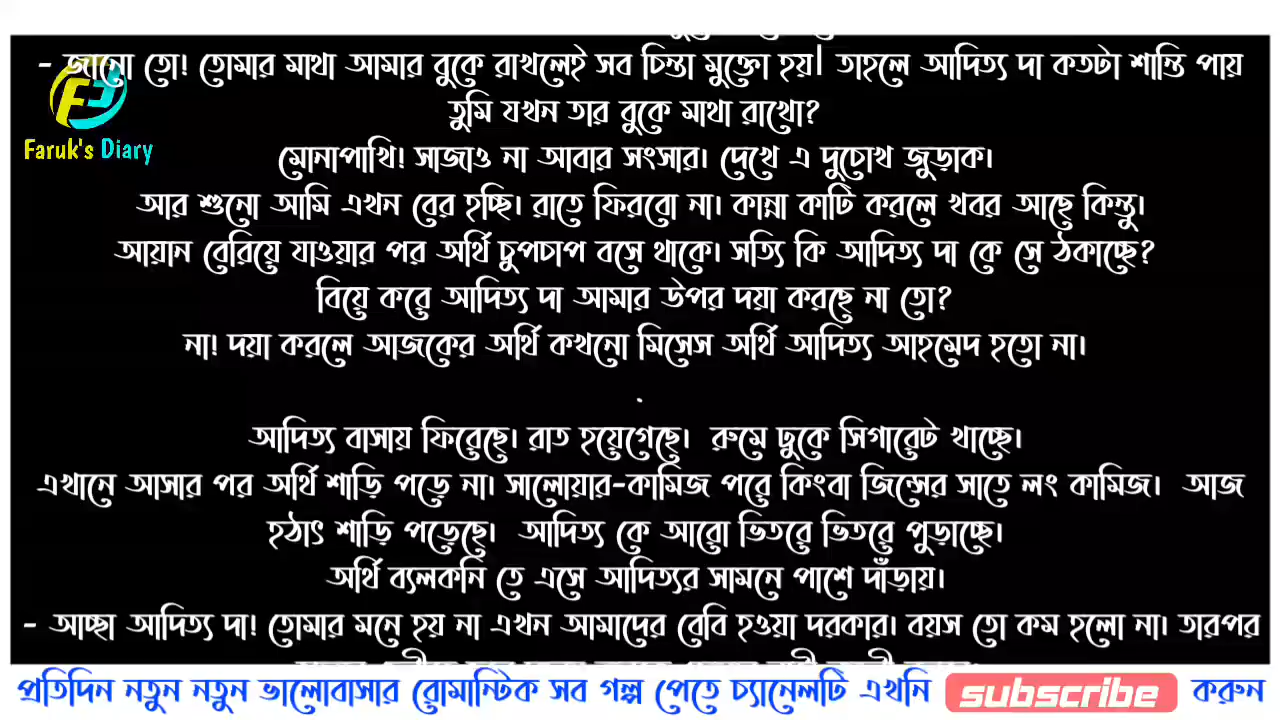 - জানো তো! তোমার মাথা আমার বুকে রাখলেই সব চিন্তা মুক্তো হয়| তাহলে আদিত্য দা কতটা শান্তি পায়
তুমি যখন তার বুকে মাথা রাখো?
Faruk's Diary
মোনাপাখি! সাজাও না আবার সংসার। দেখে এ দুচোখ জুড়াক।
আর শুনো আমি এখন বের হচ্ছি। রাতে ফিরবো না। কান্না কাটি করলে খবর আছে কিন্তু।
আয়ান বেরিয়ে যাওয়ার পর অর্থি চুপচাপ বসে থাকে। সত্যি কি আদিত্য দা কে সে ঠকাচ্ছে?
বিয়ে করে আদিত্য দা আমার উপর দয়া করছে না তো?
না! দয়া করলে আজকের অর্থি কখনো মিসেস অর্থি আদিত্য আহমেদ হতো না।
.
আদিত্য বাসায় ফিরেছে। রাত হয়েগেছে। রুমে ঢুকে সিগারেট খাচ্ছে।
এখানে আসার পর অর্থি শাড়ি পড়ে না। সালোয়ার-কামিজ পরে কিংবা জিন্সের সাতে লং কামিজ। আজ
হঠাৎ শাড়ি পড়েছে। আদিত্য কে আরো ভিতরে ভিতরে পুড়াচ্ছে।
অর্থি ব্যলকনি তে এসে আদিত্যর সামনে পাশে দাঁড়ায়।
- আচ্ছা আদিত্য দা! তোমার মনে হয় না এখন আমাদের বেবি হওয়া দরকার। বয়স তো কম হলো না। তারপর
প্রতিদিন নতুন নতুন ভালোবাসার রোমান্টিক সব গল্প পেতে চ্যানেলটি এখনি subscribe করুন